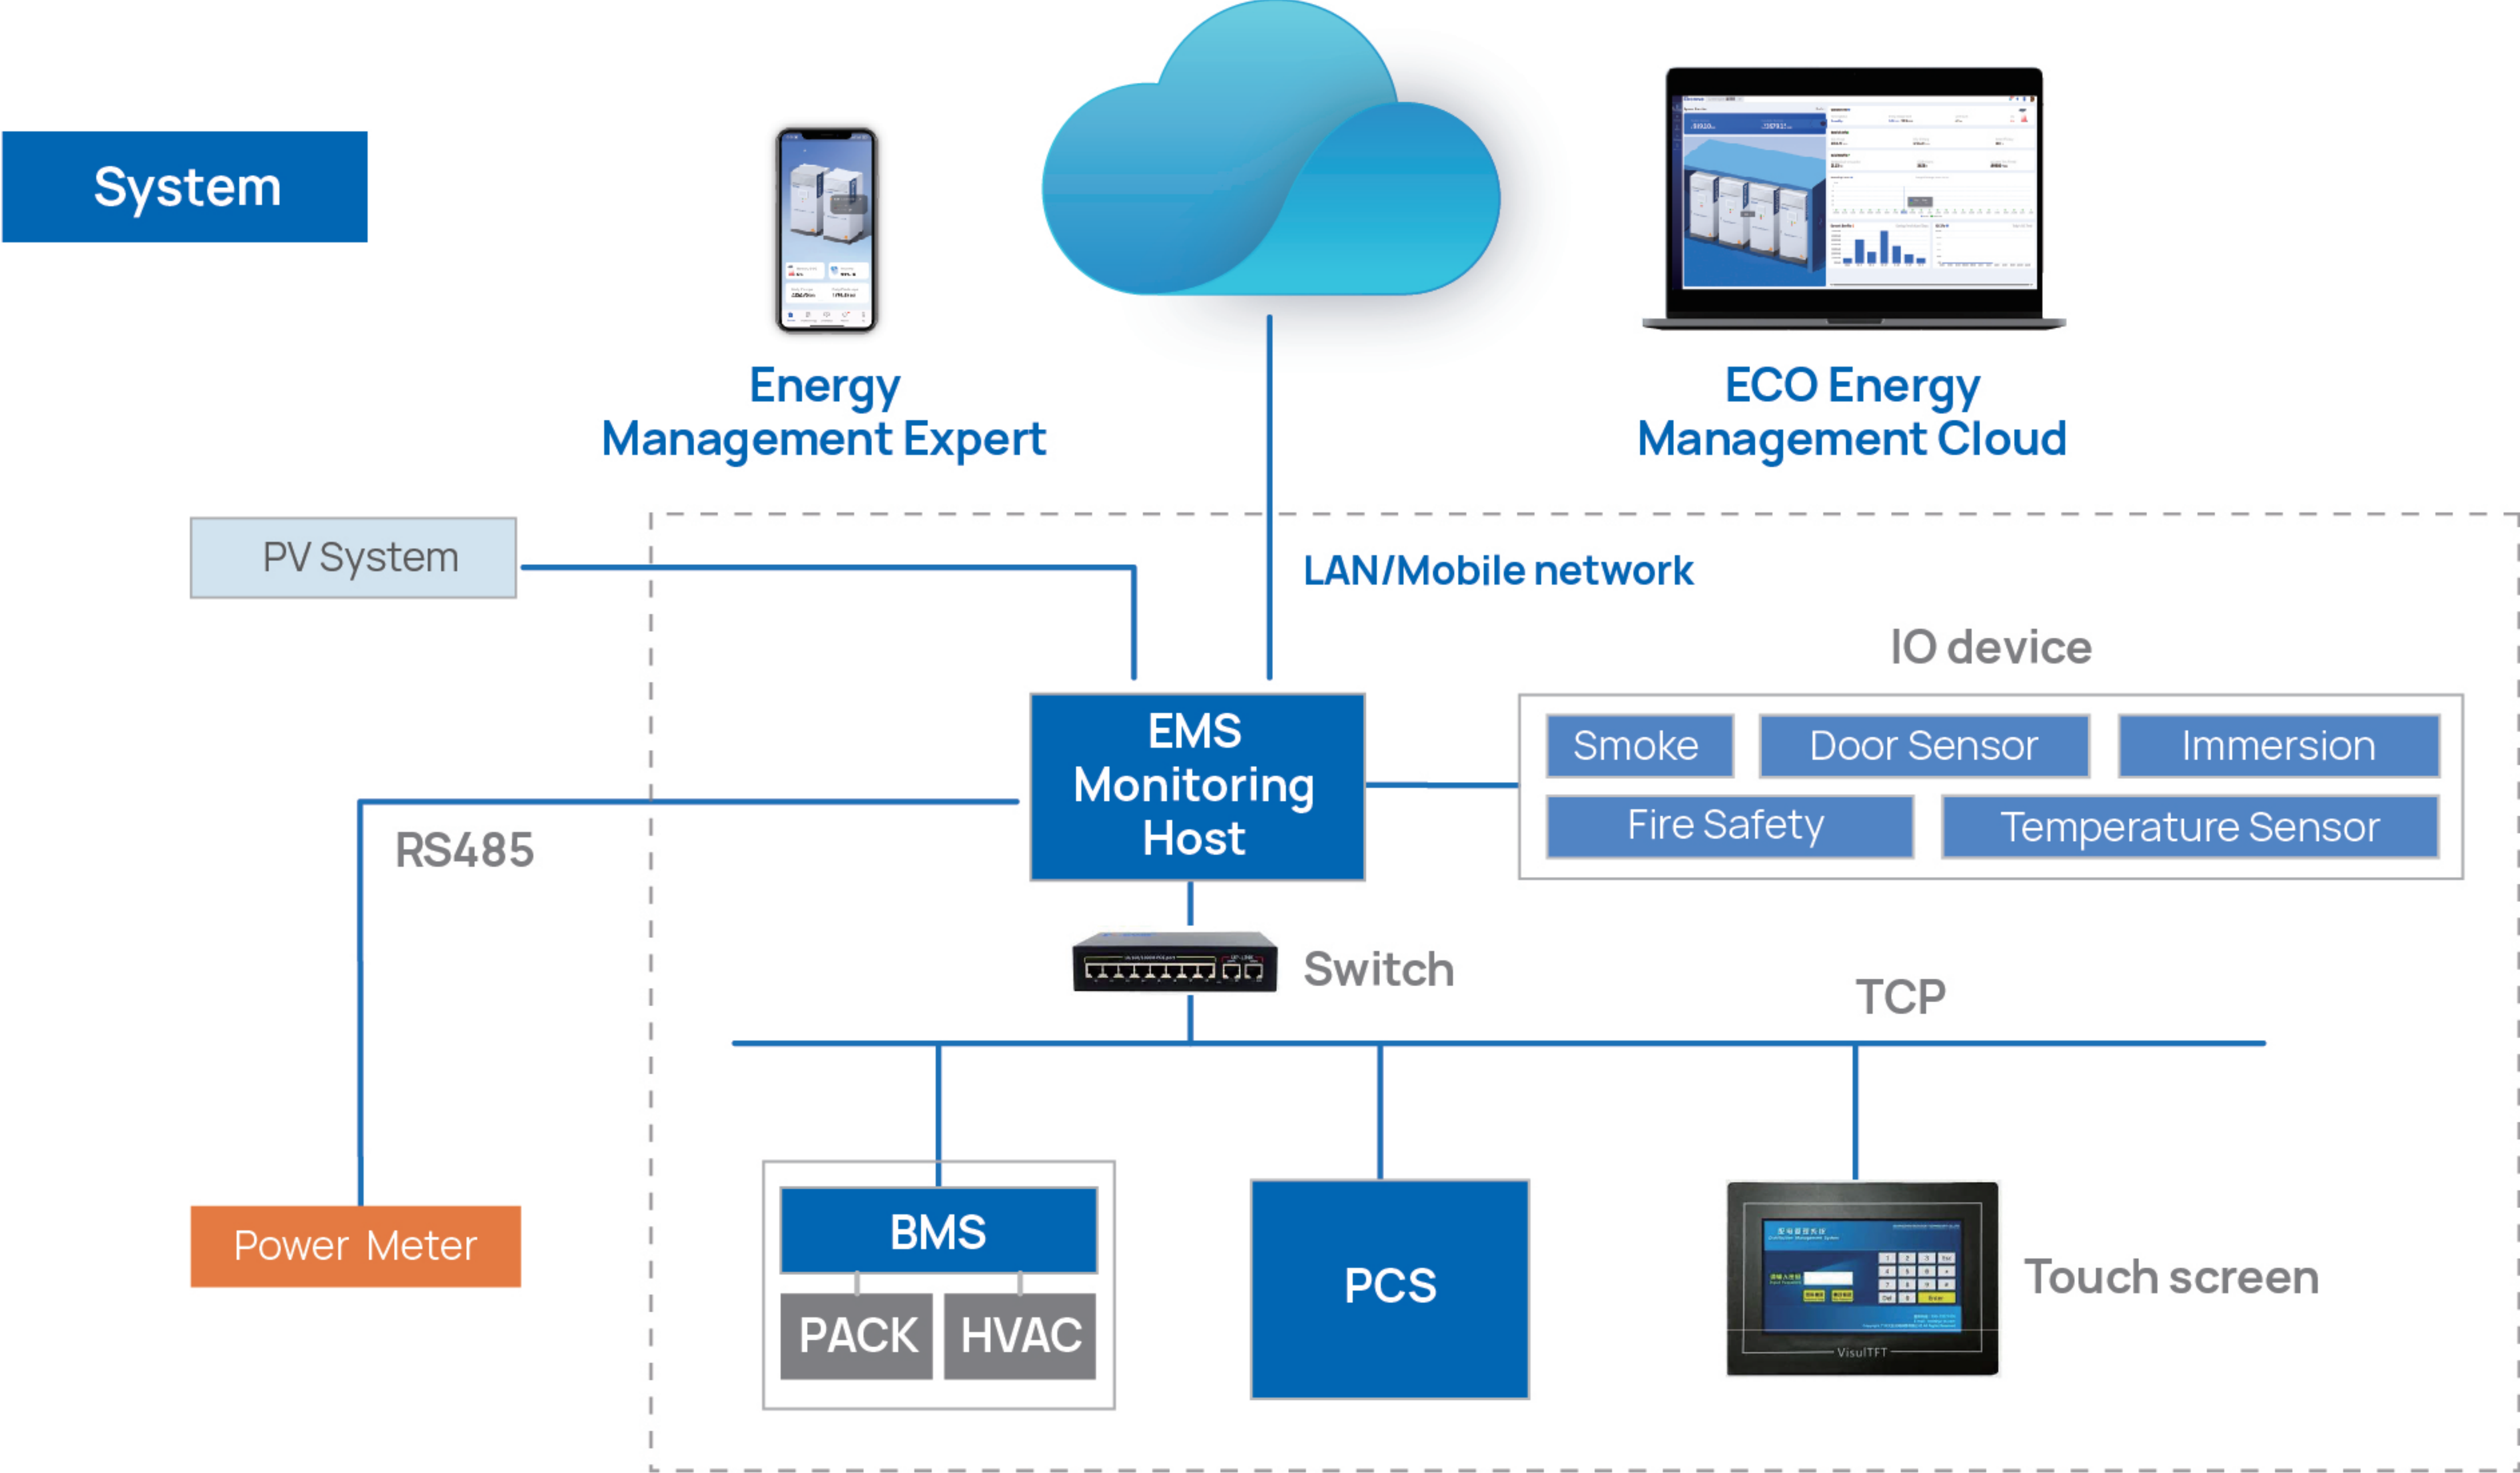 System
Energy
Management Expert
ECO Energy
Management Cloud
PV System
LAN/Mobile network
IO device
EMS
Monitoring
Host
Smoke
Door Sensor
Immersion
Fire Safety
Temperature Sensor
RS485
Switch
TCP
BMS
PACK
HVAC
PCS
Power Meter
Touch screen
VisulTFT